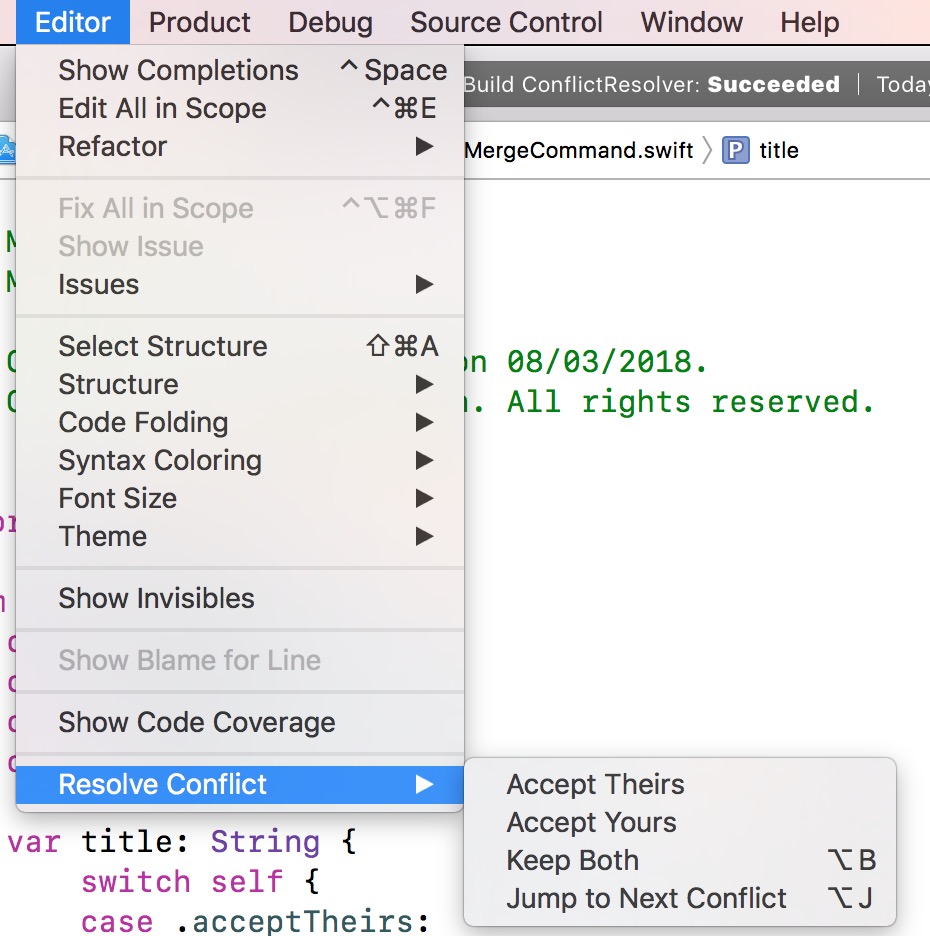 Editor Product Debug Source Control Window Help
Build ConflictResolver: Succeeded | Today
MergeCommand.swift 〉 P title
Show Completions ^ Space
Edit All in Scope ^⌘E
Refactor ▶
Fix All in Scope ^⌥⌘F
Show Issue
Issues ▶
Select Structure ⇧⌘A
Structure ▶
Code Folding ▶
Syntax Coloring ▶
Font Size ▶
Theme ▶
Show Invisibles
Show Blame for Line
Show Code Coverage
Resolve Conflict ▶
Accept Theirs
Accept Yours
Keep Both ⌥B
Jump to Next Conflict ⌥J
on 08/03/2018.
. All rights reserved.
var title: String {
switch self {
case .acceptTheirs: